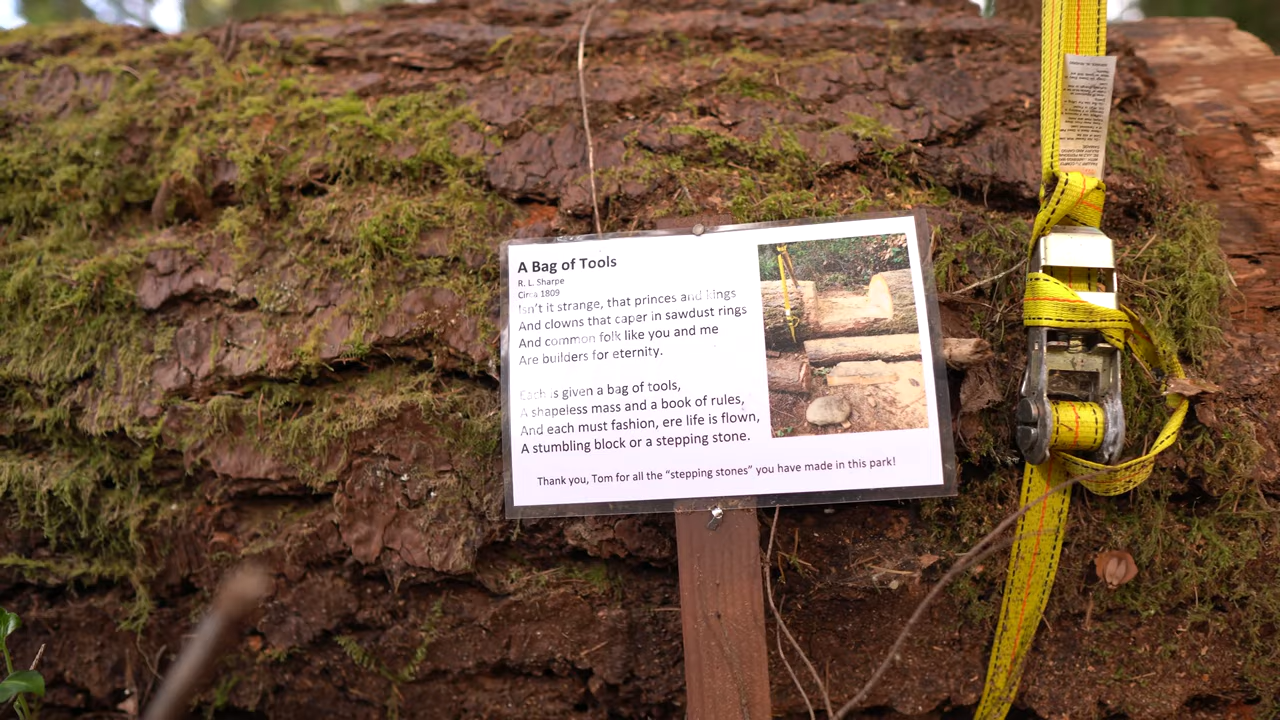 A Bag of Tools
R. L. Sharpe
Circa 1809
Isn't it strange, that princes and kings
And clowns that caper in sawdust rings
And common folk like you and me
Are builders for eternity.
Each is given a bag of tools,
A shapeless mass and a book of rules,
And each must fashion, ere life is flown,
A stumbling block or a stepping stone.
Thank you, Tom for all the “stepping stones” you have made in this park!